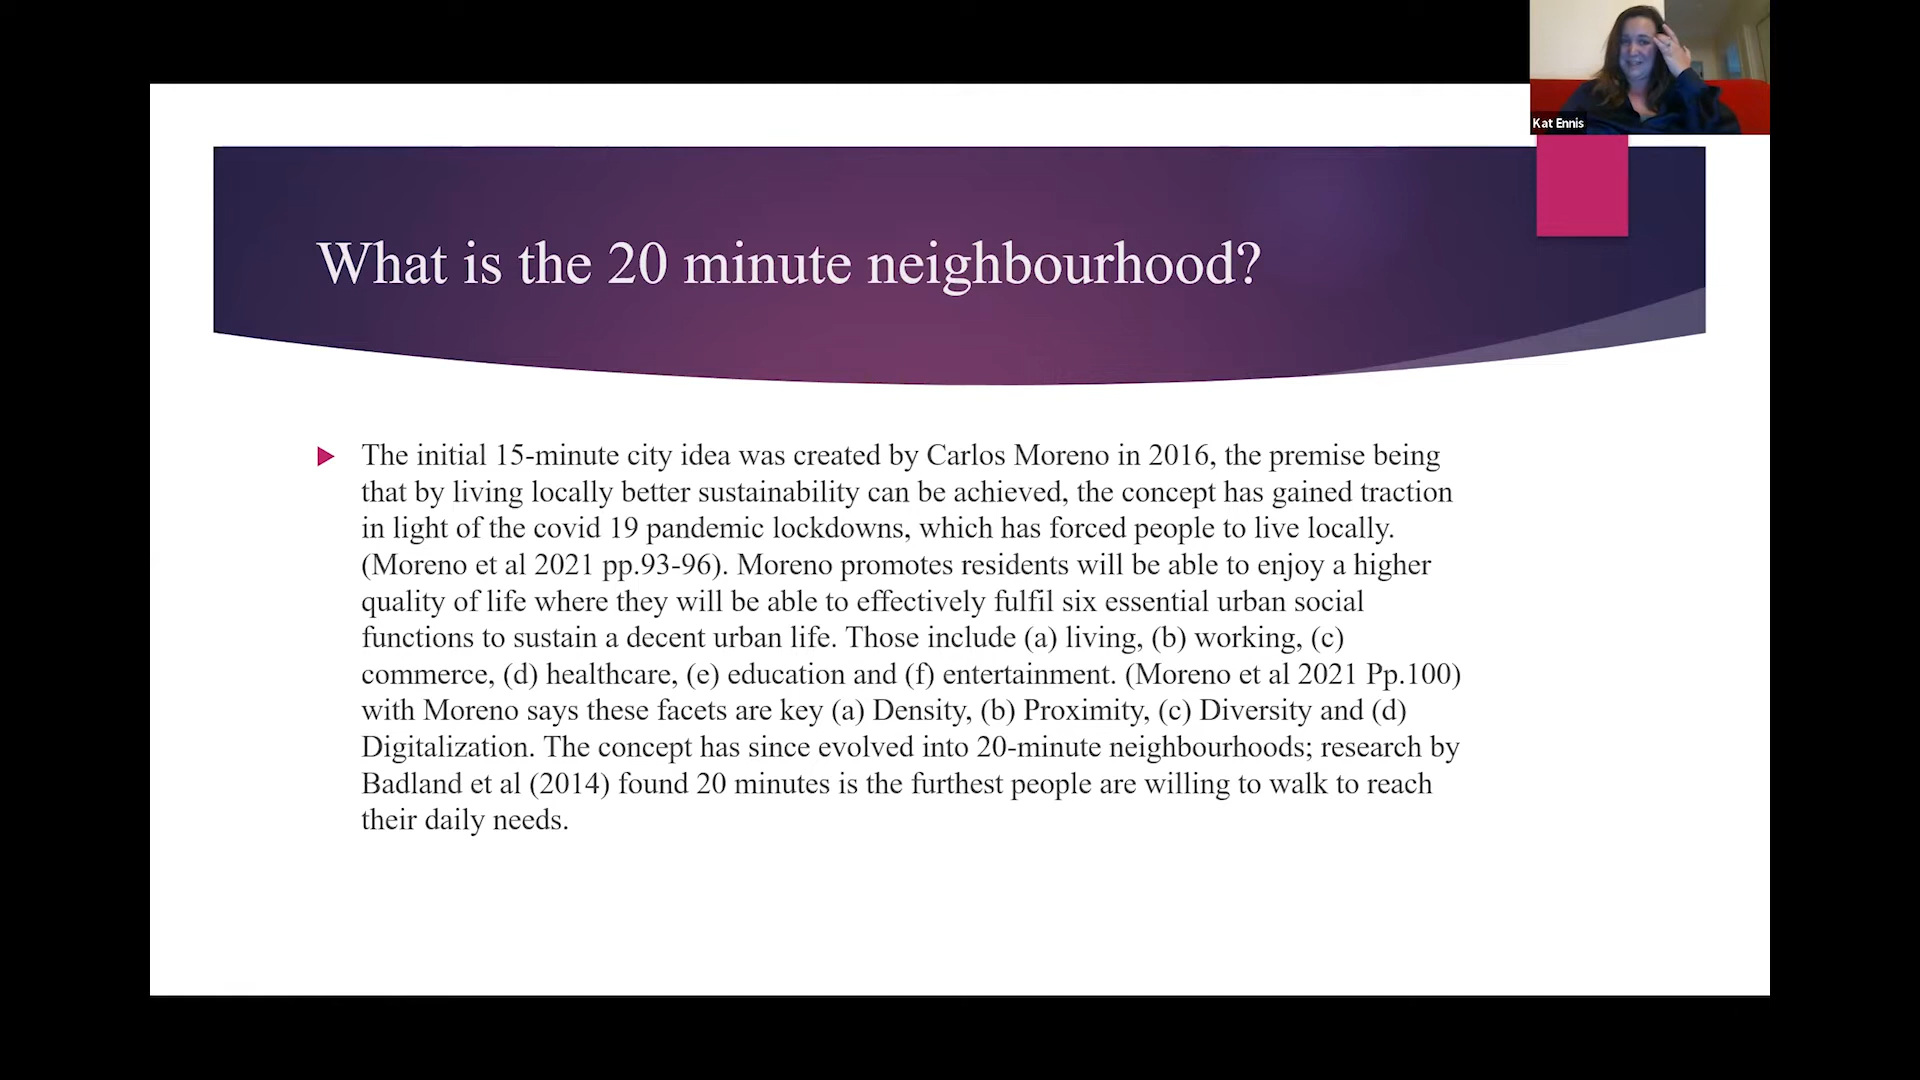 Kat Ennis
What is the 20 minute neighbourhood?
The initial 15-minute city idea was created by Carlos Moreno in 2016, the premise being
that by living locally better sustainability can be achieved, the concept has gained traction
in light of the covid 19 pandemic lockdowns, which has forced people to live locally.
(Moreno et al 2021 pp.93-96). Moreno promotes residents will be able to enjoy a higher
quality of life where they will be able to effectively fulfil six essential urban social
functions to sustain a decent urban life. Those include (a) living, (b) working, (c)
commerce, (d) healthcare, (e) education and (f) entertainment. (Moreno et al 2021 Pp.100)
with Moreno says these facets are key (a) Density, (b) Proximity, (c) Diversity and (d)
Digitalization. The concept has since evolved into 20-minute neighbourhoods; research by
Badland et al (2014) found 20 minutes is the furthest people are willing to walk to reach
their daily needs.